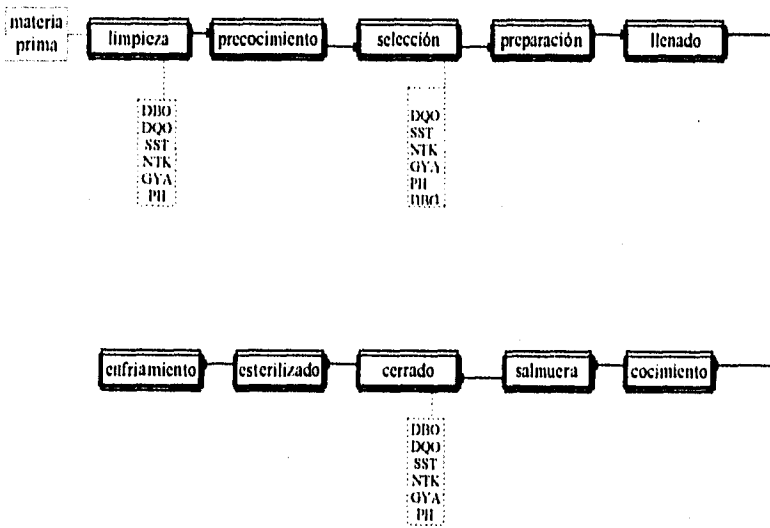 materia
prima
limpieza
precocimiento
selección
preparación
llenado
DBO
DQO
SST
NTK
GYA
PH
DQO
SST
NTK
GYA
PH
DBO
enfriamiento
esterilizado
cerrado
salmuera
cocimiento
DBO
DQO
SST
NTK
GYA
PH